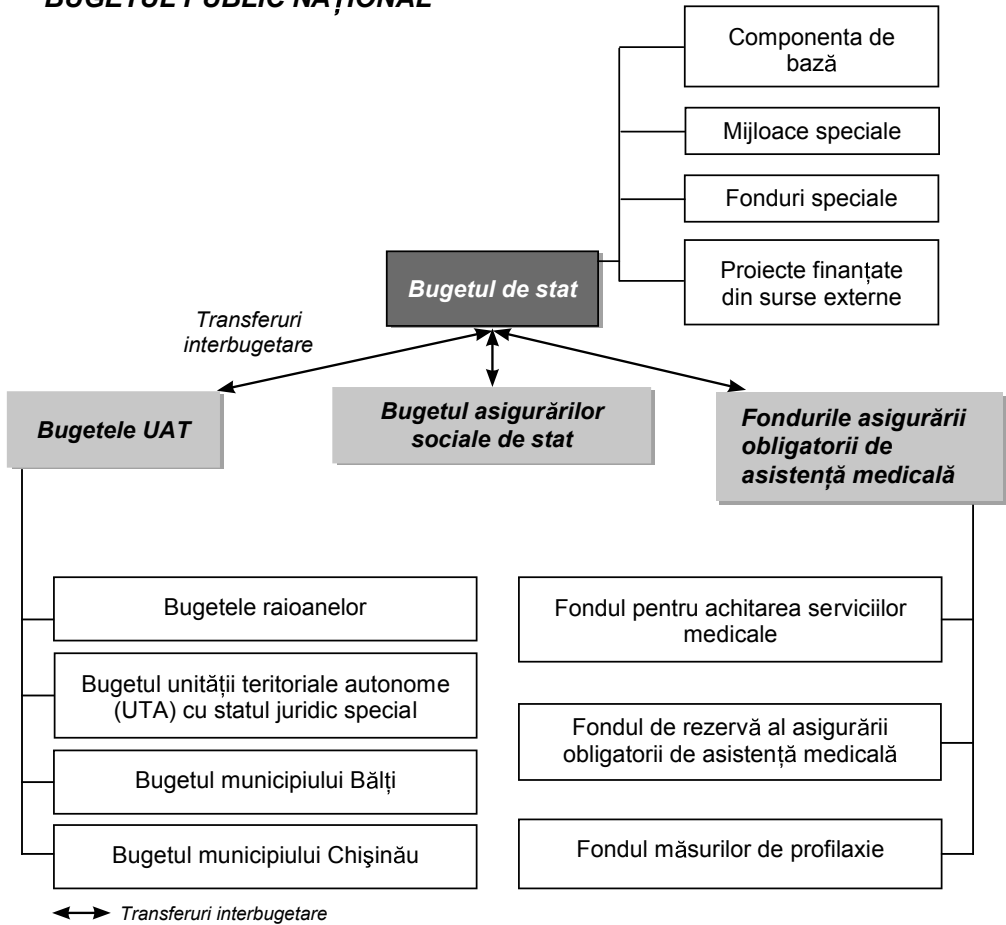 BUGETUL PUBLIC NAȚIONAL
Componenta de
bază
Mijloace speciale
Fonduri speciale
Proiecte finanțate
din surse externe
Bugetul de stat
Transferuri
interbugetare
Bugetele UAT
Bugetul asigurărilor
sociale de stat
Fondurile asigurării
obligatorii de
asistență medicală
Bugetele raioanelor
Bugetul unității teritoriale autonome
(UTA) cu statul juridic special
Bugetul municipiului Bălți
Bugetul municipiului Chişinău
Fondul pentru achitarea serviciilor
medicale
Fondul de rezervă al asigurării
obligatorii de asistență medicală
Fondul măsurilor de profilaxie
Transferuri interbugetare